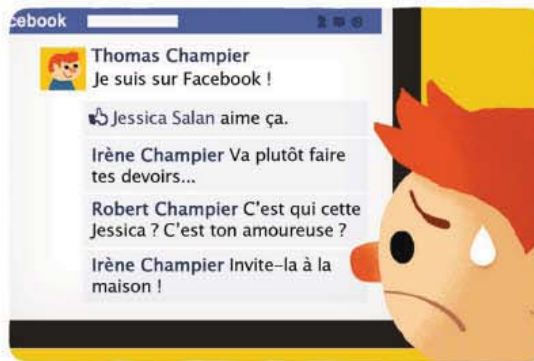 cebook
Thomas Champier
Je suis sur Facebook !
Jessica Salan aime ça.
Irène Champier Va plutôt faire
tes devoirs...
Robert Champier C'est qui cette
Jessica ? C'est ton amoureuse ?
Irène Champier Invite-la à la
maison !